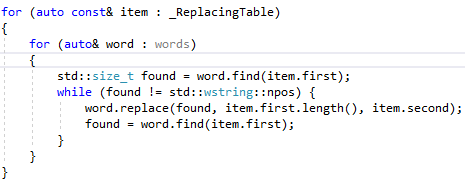 for (auto const& item : _ReplacingTable)
{
    for (auto& word : words)
    {
        std::size_t found = word.find(item.first);
        while (found != std::wstring::npos) {
            word.replace(found, item.first.length(), item.second);
            found = word.find(item.first);
        }
    }
}